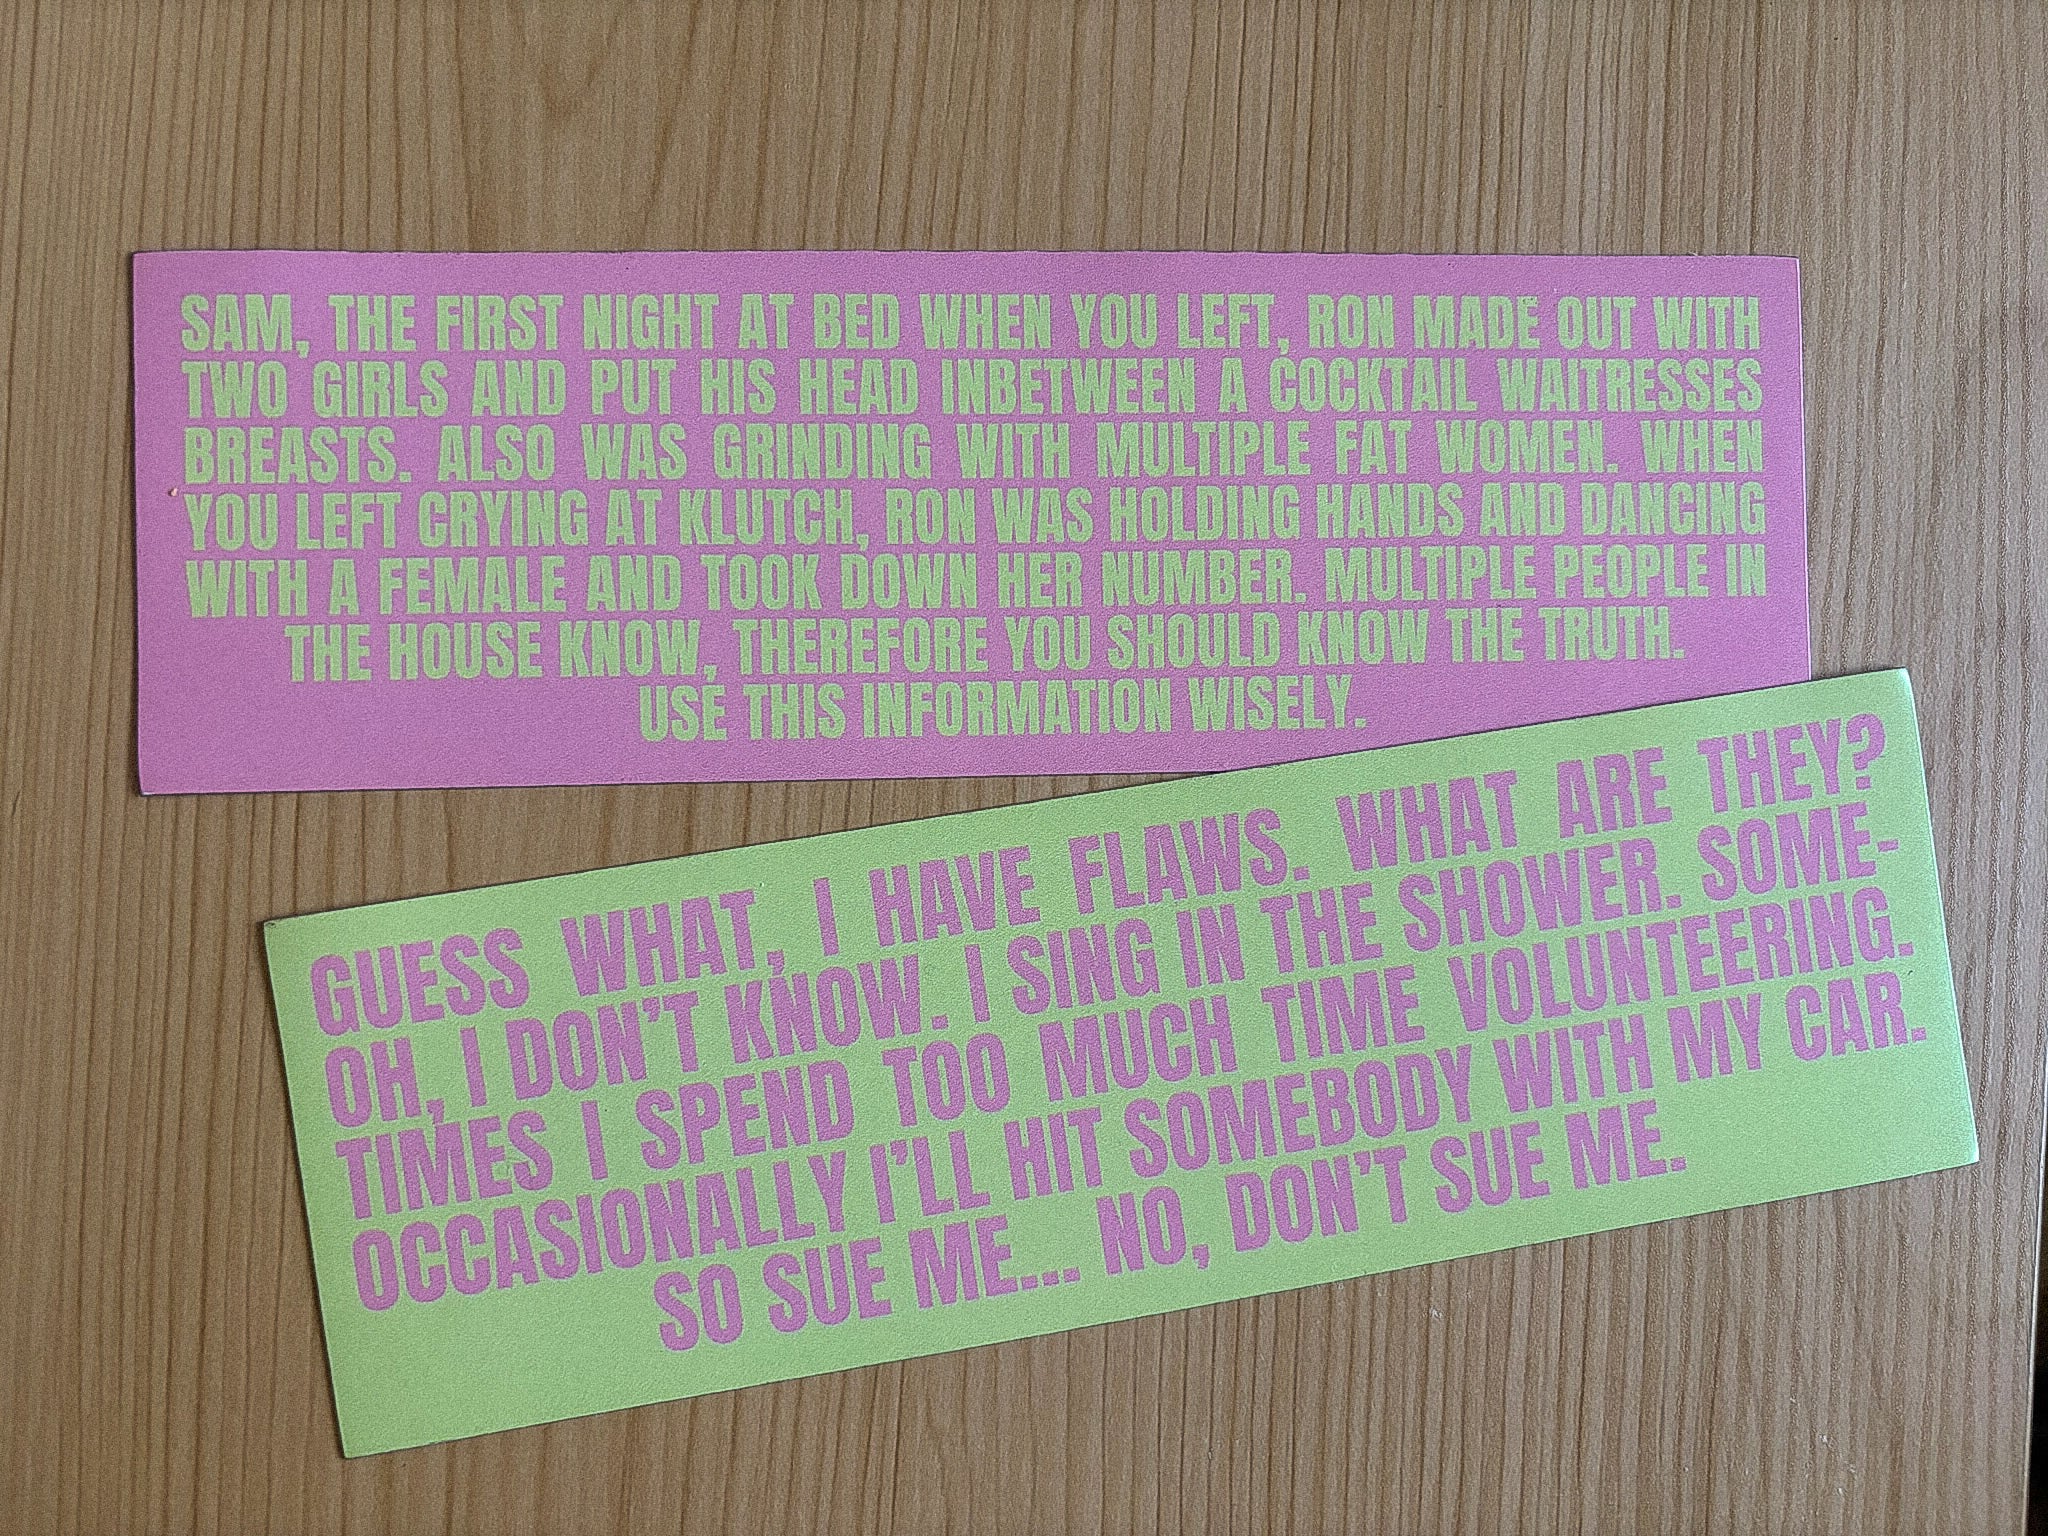 SAM, THE FIRST NIGHT AT BED WHEN YOU LEFT, RON MADE OUT WITH
TWO GIRLS AND PUT HIS HEAD INBETWEEN A COCKTAIL WAITRESSES
BREASTS. ALSO WAS GRINDING WITH MULTIPLE FAT WOMEN. WHEN
YOU LEFT CRYING AT KLUTCH, RON WAS HOLDING HANDS AND DANCING
WITH A FEMALE AND TOOK DOWN HER NUMBER. MULTIPLE PEOPLE IN
THE HOUSE KNOW, THEREFORE YOU SHOULD KNOW THE TRUTH.
USE THIS INFORMATION WISELY.
GUESS WHAT, I HAVE FLAWS. WHAT ARE THEY?
OH, I DON'T KNOW. I SING IN THE SHOWER. SOME-
TIMES I SPEND TOO MUCH TIME VOLUNTEERING.
OCCASIONALLY I'LL HIT SOMEBODY WITH MY CAR.
SO SUE ME... NO, DON'T SUE ME.